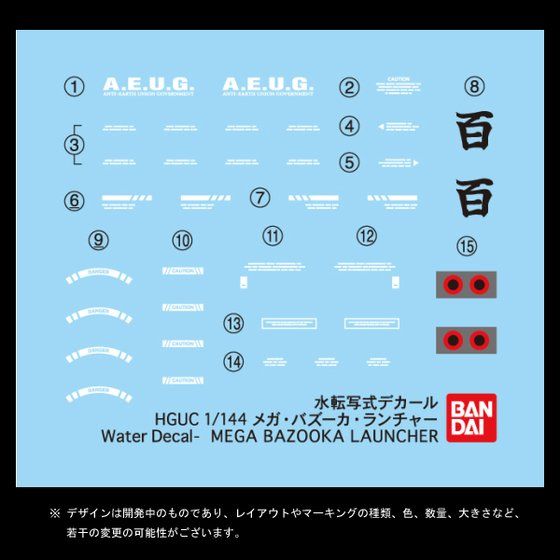 ① A.E.U.G. A.E.U.G. ② CAUTION ⑧
ANTI-EARTH UNION GOVERNMENT ANTI-EARTH UNION GOVERNMENT
④ 百
③
⑤
⑥ ⑦ 百
⑨ ⑩ ⑪ ⑫ ⑮
DANGER CAUTION
DANGER CAUTION
⑬
DANGER CAUTION
⑭
DANGER CAUTION
水転写式デカール
HGUC 1/144 メガ・バズーカ・ランチャー
Water Decal- MEGA BAZOOKA LAUNCHER
BAN
DAI
※ デザインは開発中のものであり、レイアウトやマーキングの種類、色、数量、大きさなど、
若干の変更の可能性がございます。